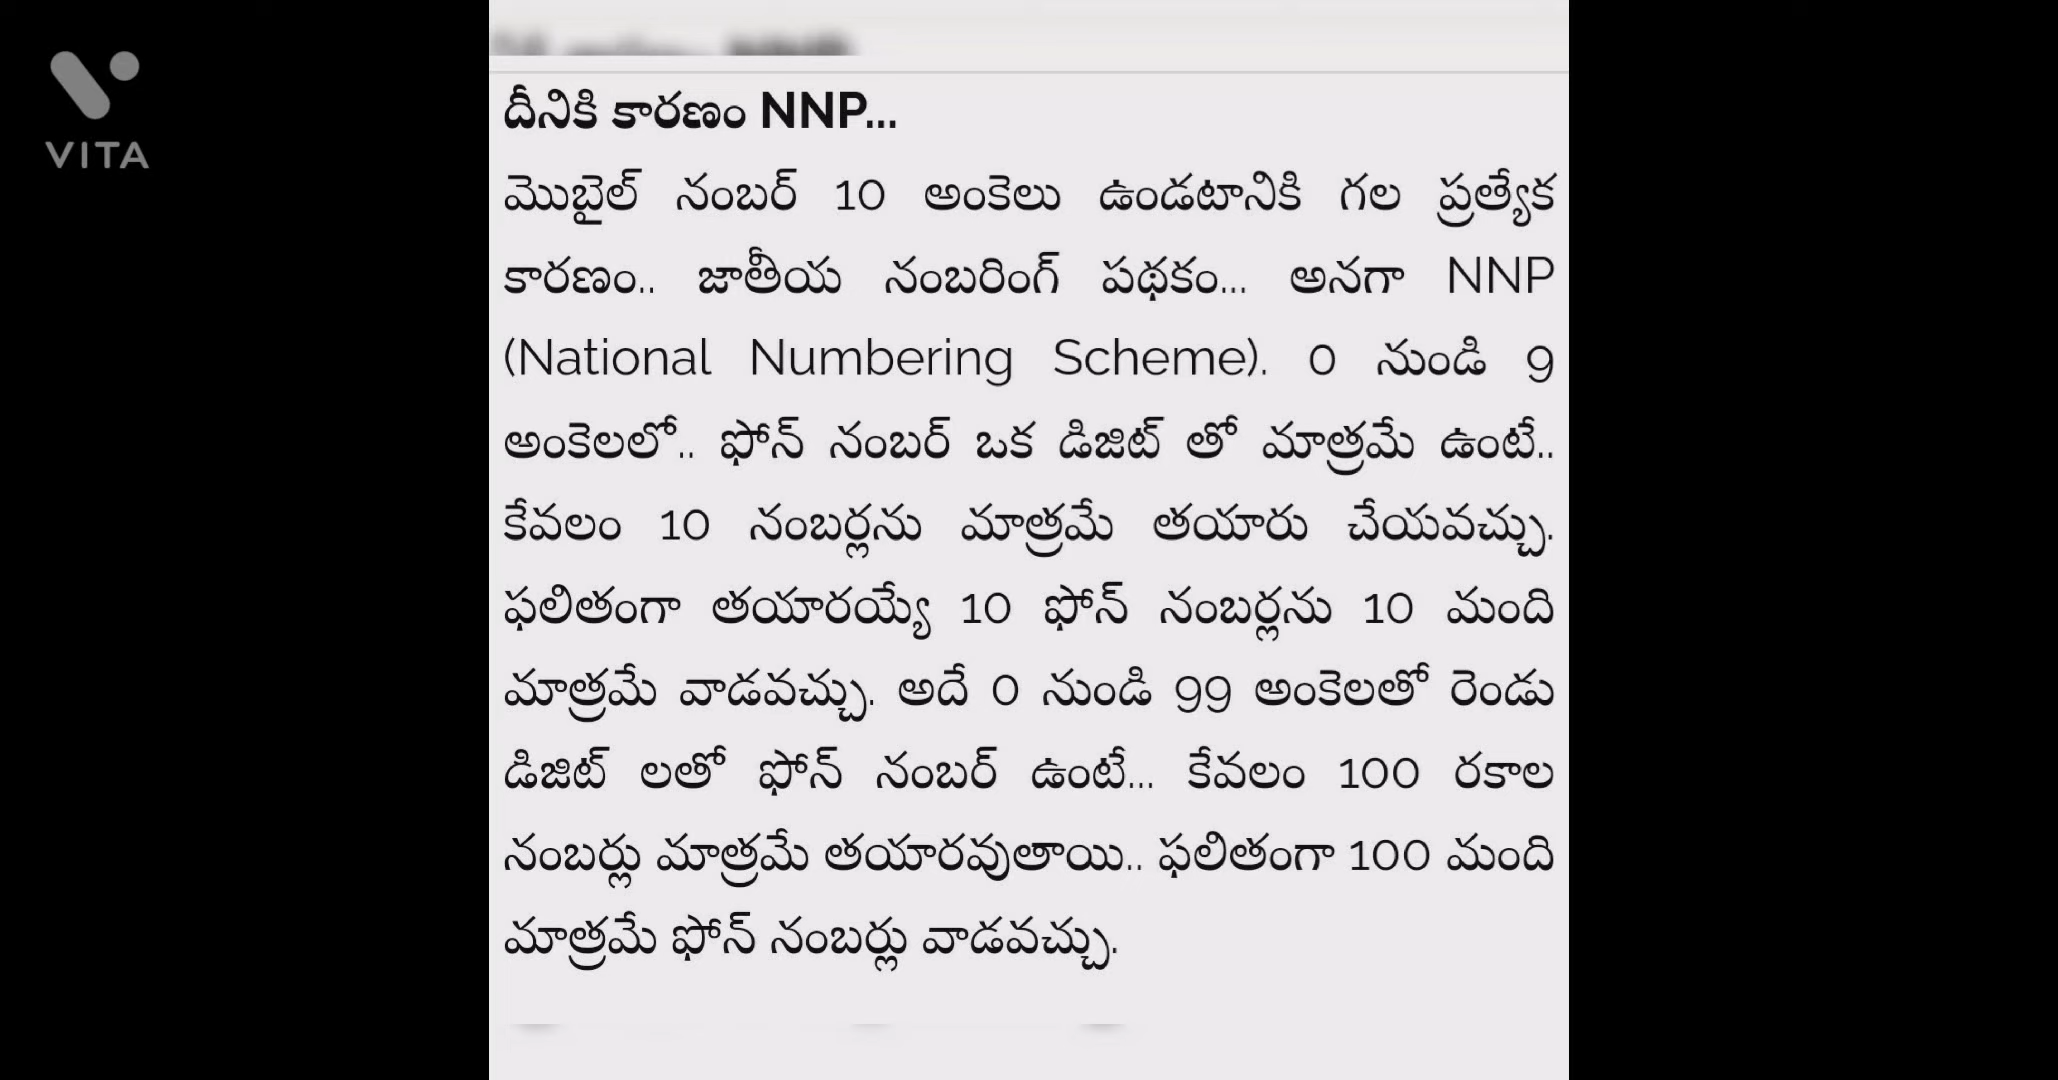 VITA
దీనికి కారణం NNP...
మొబైల్ నంబర్ 10 అంకెలు ఉండటానికి గల ప్రత్యేక
కారణం.. జాతీయ నంబరింగ్ పథకం... అనగా NNP
(National Numbering Scheme). 0 నుండి 9
అంకెలలో.. ఫోన్ నంబర్ ఒక డిజిట్ తో మాత్రమే ఉంటే..
కేవలం 10 నంబర్లను మాత్రమే తయారు చేయవచ్చు.
ఫలితంగా తయారయ్యే 10 ఫోన్ నంబర్లను 10 మంది
మాత్రమే వాడవచ్చు. అదే 0 నుండి 99 అంకెలతో రెండు
డిజిట్ లతో ఫోన్ నంబర్ ఉంటే... కేవలం 100 రకాల
నంబర్లు మాత్రమే తయారవుతాయి.. ఫలితంగా 100 మంది
మాత్రమే ఫోన్ నంబర్లు వాడవచ్చు.